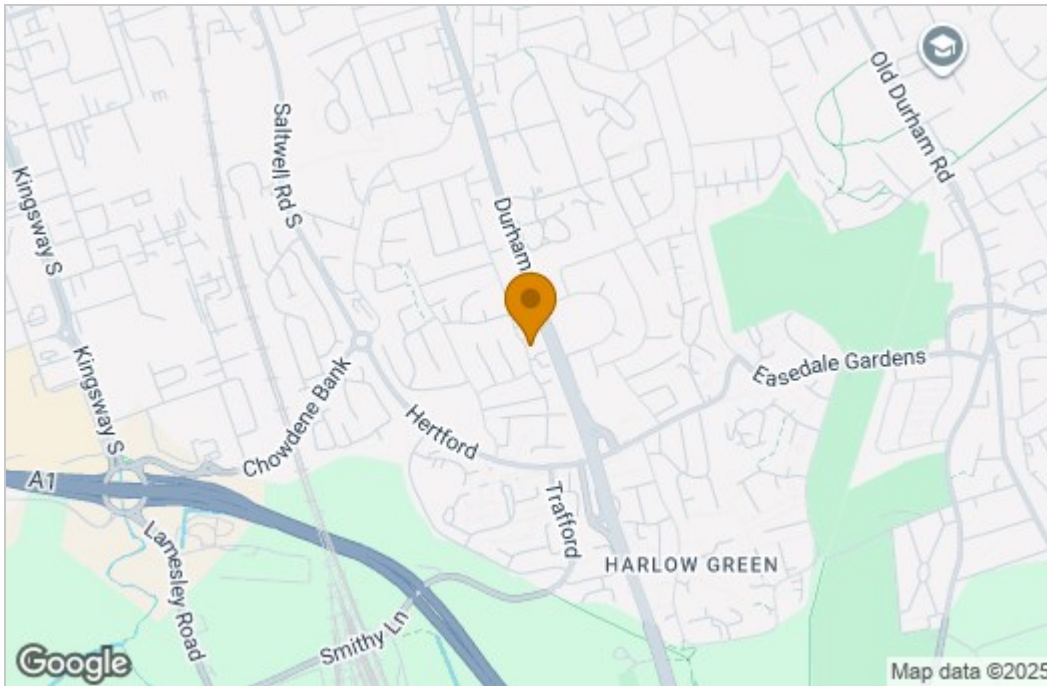 Old Durham Rd
Saltwell Rd S
Kingsway S
Durham
Easedale Gardens
Chowdene Bank
Hertford
Kingsway S
A1
Trafford
Lamesley Road
HARLOW GREEN
Smithy Ln
Google
Map data ©2025